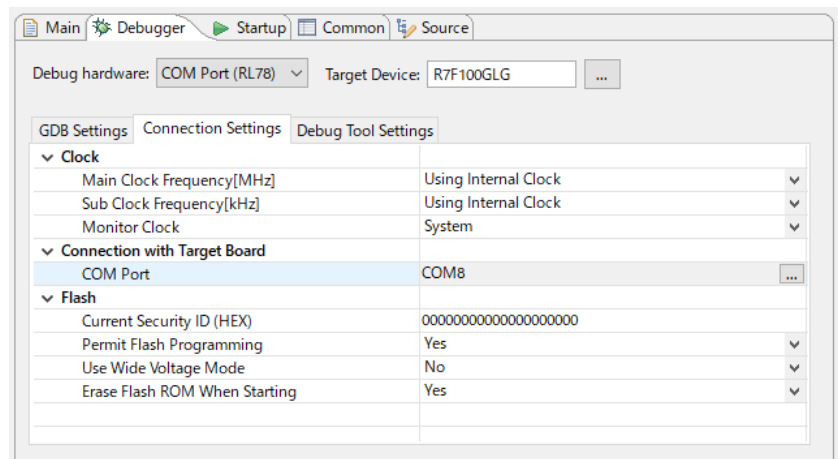 Main Debugger Startup Common Source
Debug hardware: COM Port (RL78) Target Device: R7F100GLG ...
GDB Settings Connection Settings Debug Tool Settings
Clock
Main Clock Frequency[MHz] Using Internal Clock
Sub Clock Frequency[kHz] Using Internal Clock
Monitor Clock System
Connection with Target Board
COM Port COM8 ...
Flash
Current Security ID (HEX) 00000000000000000000
Permit Flash Programming Yes
Use Wide Voltage Mode No
Erase Flash ROM When Starting Yes